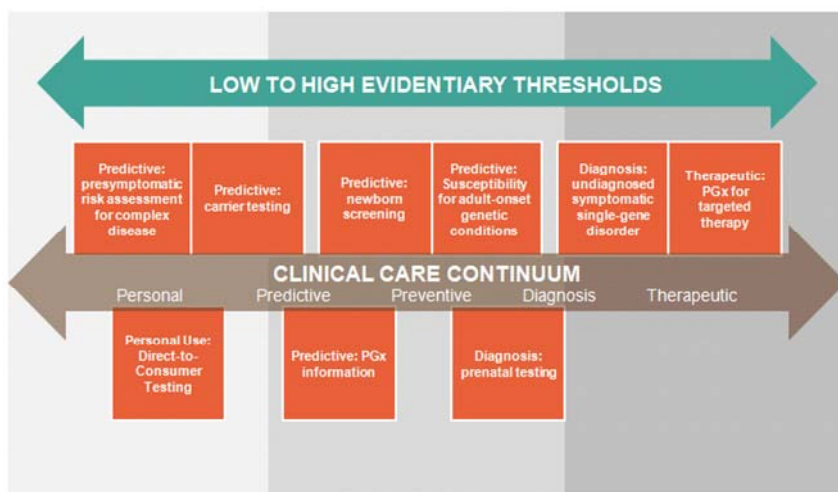 LOW TO HIGH EVIDENTIARY THRESHOLDS
Predictive:
presymptomatic
risk assessment
for complex
disease
Predictive:
carrier testing
Predictive:
newborn
screening
Predictive:
Susceptibility
for adult-onset
genetic
conditions
Diagnosis:
undiagnosed
symptomatic
single-gene
disorder
Therapeutic:
PGx for
targeted
therapy
CLINICAL CARE CONTINUUM
Personal Predictive Preventive Diagnosis Therapeutic
Personal Use:
Direct-to-
Consumer
Testing
Predictive: PGx
information
Diagnosis:
prenatal testing